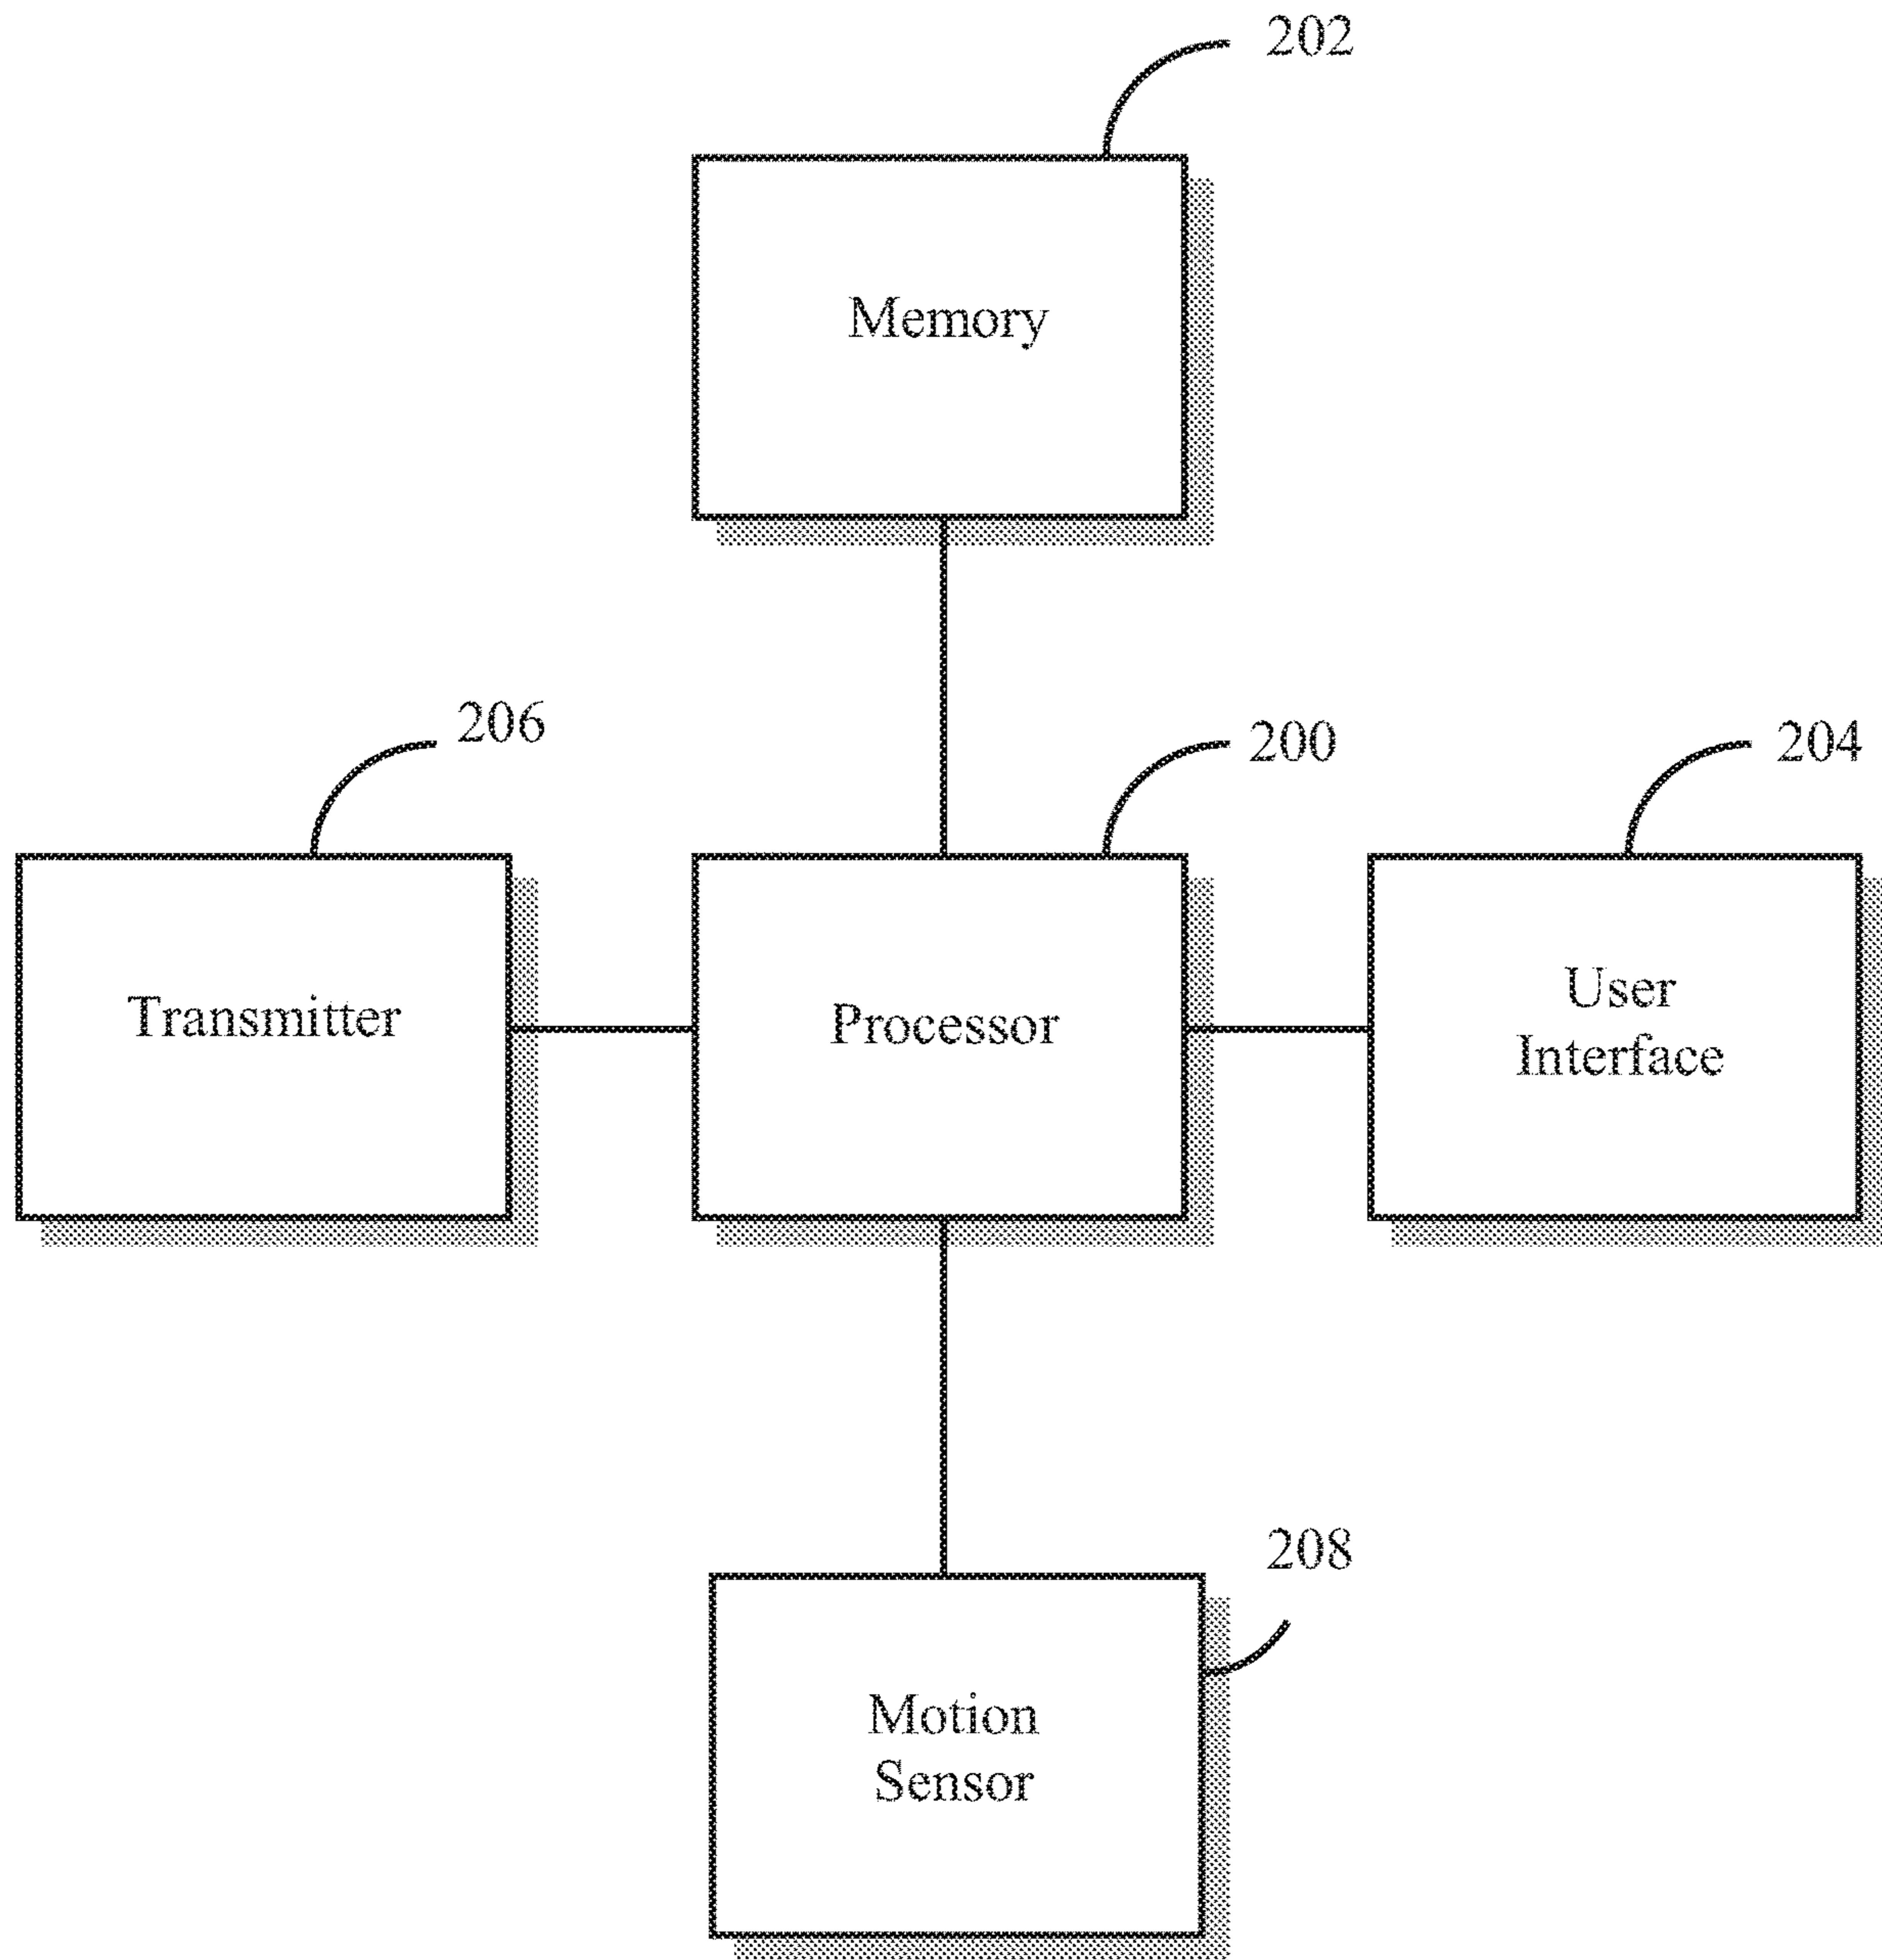 202
Memory
206
200
204
Transmitter
Processor
User
Interface
208
Motion
Sensor